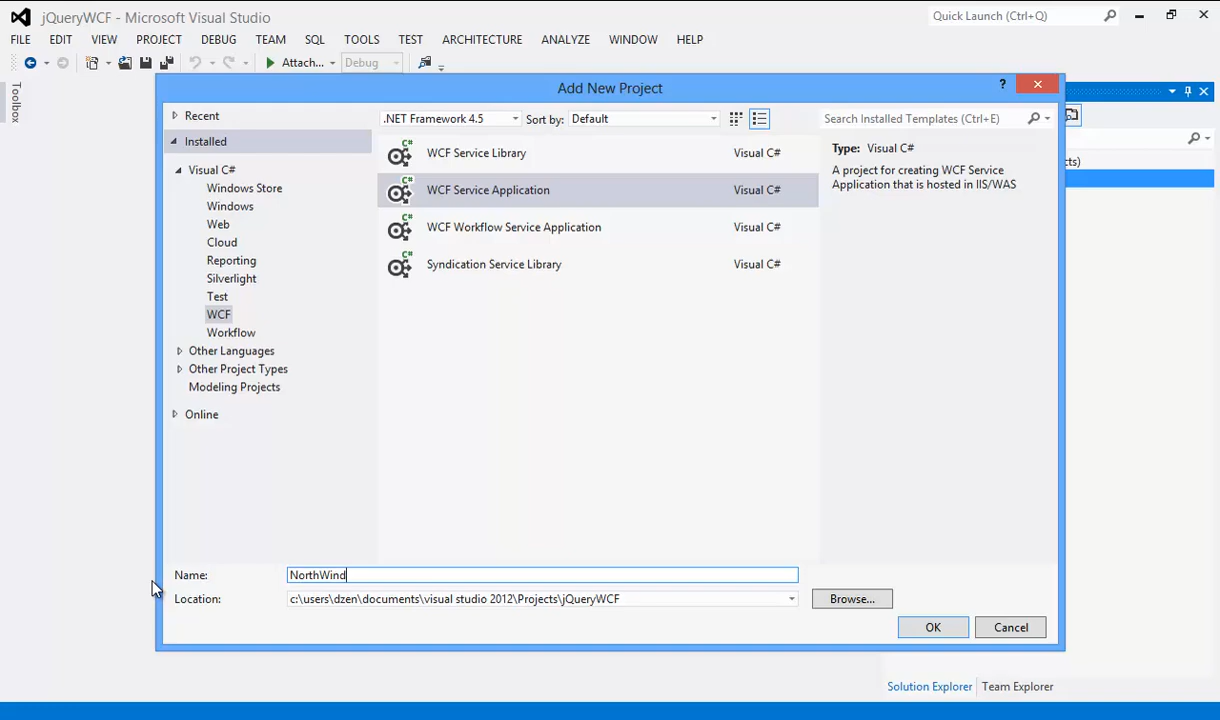 jQueryWCF - Microsoft Visual Studio
Quick Launch (Ctrl+Q)
FILE EDIT VIEW PROJECT DEBUG TEAM SQL TOOLS TEST ARCHITECTURE ANALYZE WINDOW HELP
Attach... Debug
Toolbox
Add New Project
?
Recent
.NET Framework 4.5 Sort by: Default
Search Installed Templates (Ctrl+E)
Installed
Visual C#
Windows Store
Windows
Web
Cloud
Reporting
Silverlight
Test
WCF
Workflow
Other Languages
Other Project Types
Modeling Projects
Online
C# WCF Service Library Visual C#
C# WCF Service Application Visual C#
C# WCF Workflow Service Application Visual C#
C# Syndication Service Library Visual C#
Type: Visual C#
A project for creating WCF Service
Application that is hosted in IIS/WAS
cts)
Name: NorthWind
Location: c:\users\dzen\documents\visual studio 2012\Projects\jQueryWCF
Browse...
OK Cancel
Solution Explorer Team Explorer